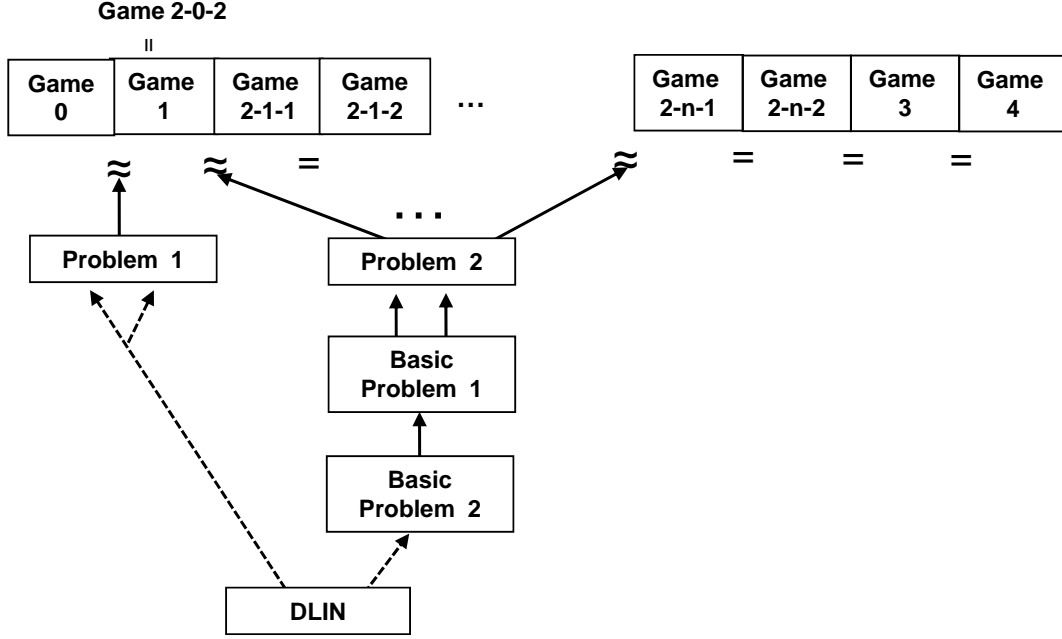 Game 2-0-2
=
Game
0
Game
1
Game
2-1-1
Game
2-1-2
...
Game
2-n-1
Game
2-n-2
Game
3
Game
4
≈ ≈ = ≈ = = =
...
Problem 1
Problem 2
Basic
Problem 1
Basic
Problem 2
DLIN